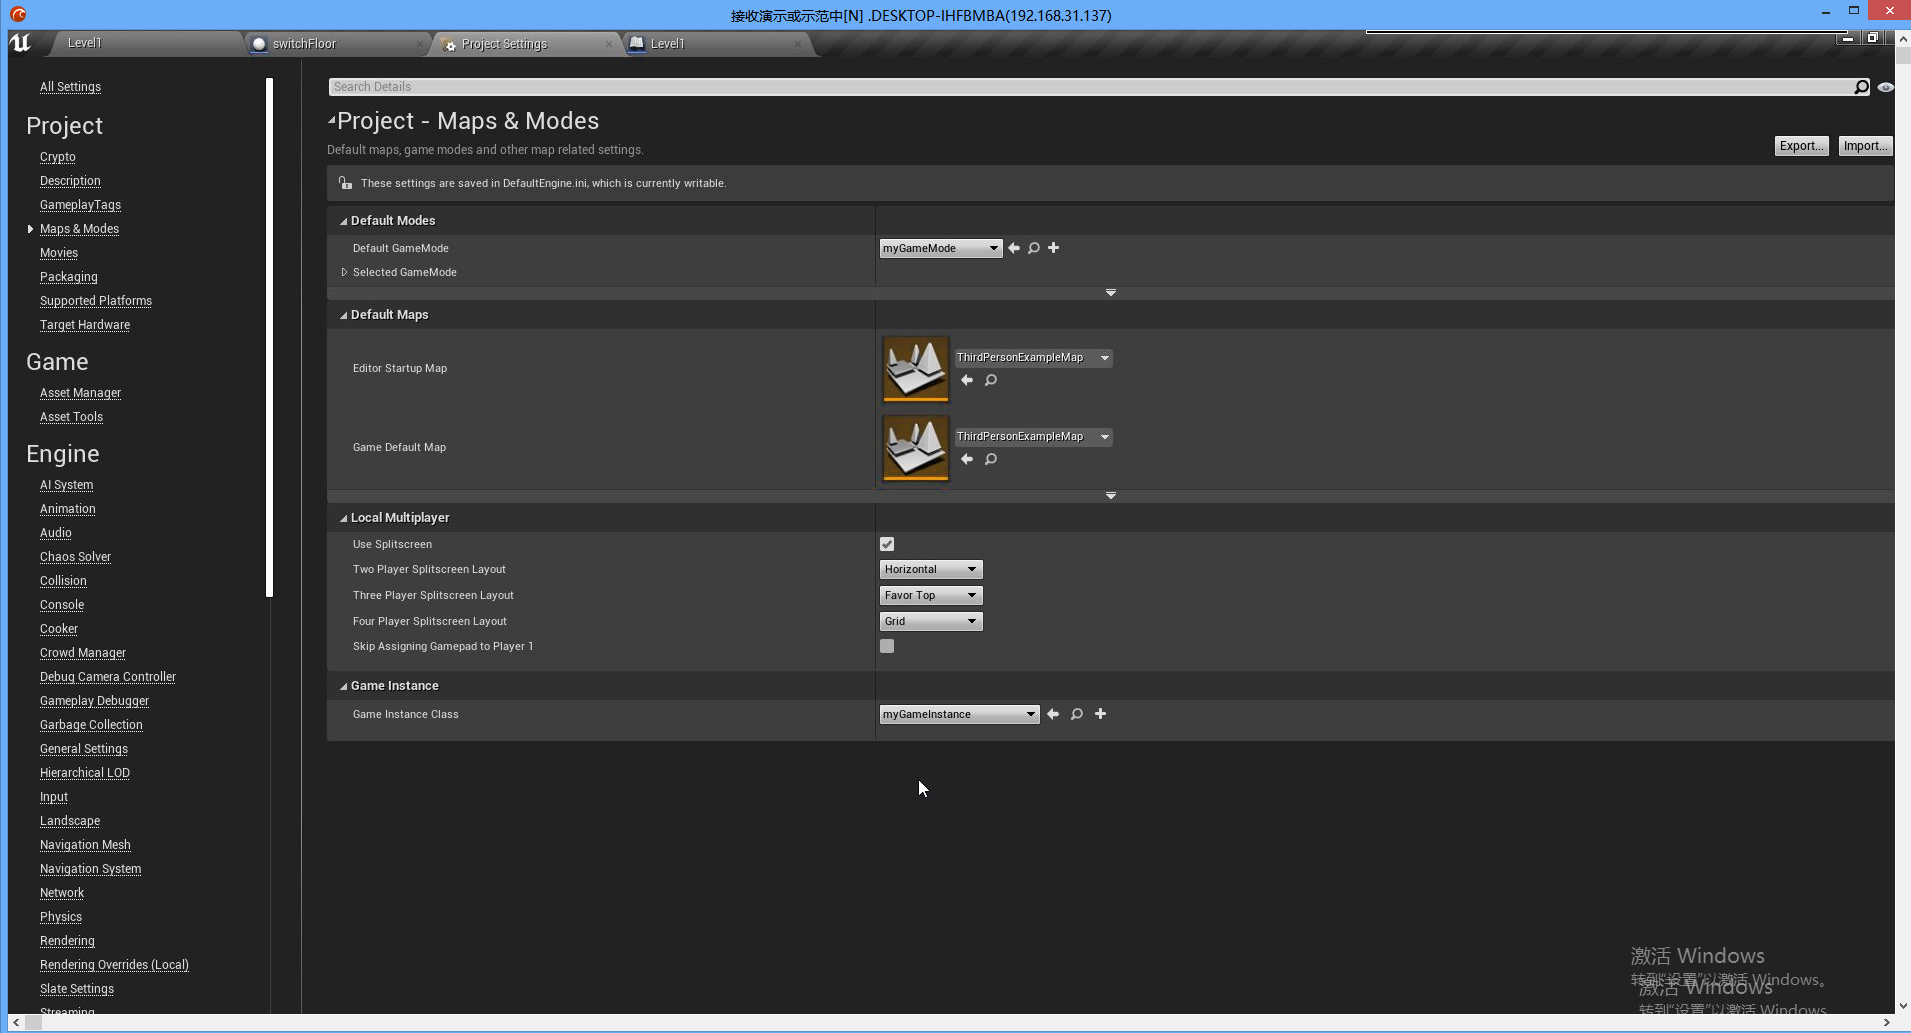 接收演示或示范中[N] .DESKTOP-IHFBMBA(192.168.31.137)
Level1
switchFloor
Project Settings
Level1
All Settings
Project
Crypto
Description
GameplayTags
Maps & Modes
Movies
Packaging
Supported Platforms
Target Hardware
Game
Asset Manager
Asset Tools
Engine
AI System
Animation
Audio
Chaos Solver
Collision
Console
Cooker
Crowd Manager
Debug Camera Controller
Gameplay Debugger
Garbage Collection
General Settings
Hierarchical LOD
Input
Landscape
Navigation Mesh
Navigation System
Network
Physics
Rendering
Rendering Overrides (Local)
Slate Settings
Streaming
Search Details
Project - Maps & Modes
Default maps, game modes and other map related settings.
Export...
Import...
These settings are saved in DefaultEngine.ini, which is currently writable.
Default Modes
Default GameMode
myGameMode
Selected GameMode
Default Maps
Editor Startup Map
ThirdPersonExampleMap
Game Default Map
ThirdPersonExampleMap
Local Multiplayer
Use Splitscreen
Two Player Splitscreen Layout
Horizontal
Three Player Splitscreen Layout
Favor Top
Four Player Splitscreen Layout
Grid
Skip Assigning Gamepad to Player 1
Game Instance
Game Instance Class
myGameInstance
激活 Windows
转到“设置”以激活 Windows。
激活 Windows
转到“设置”以激活 Windows